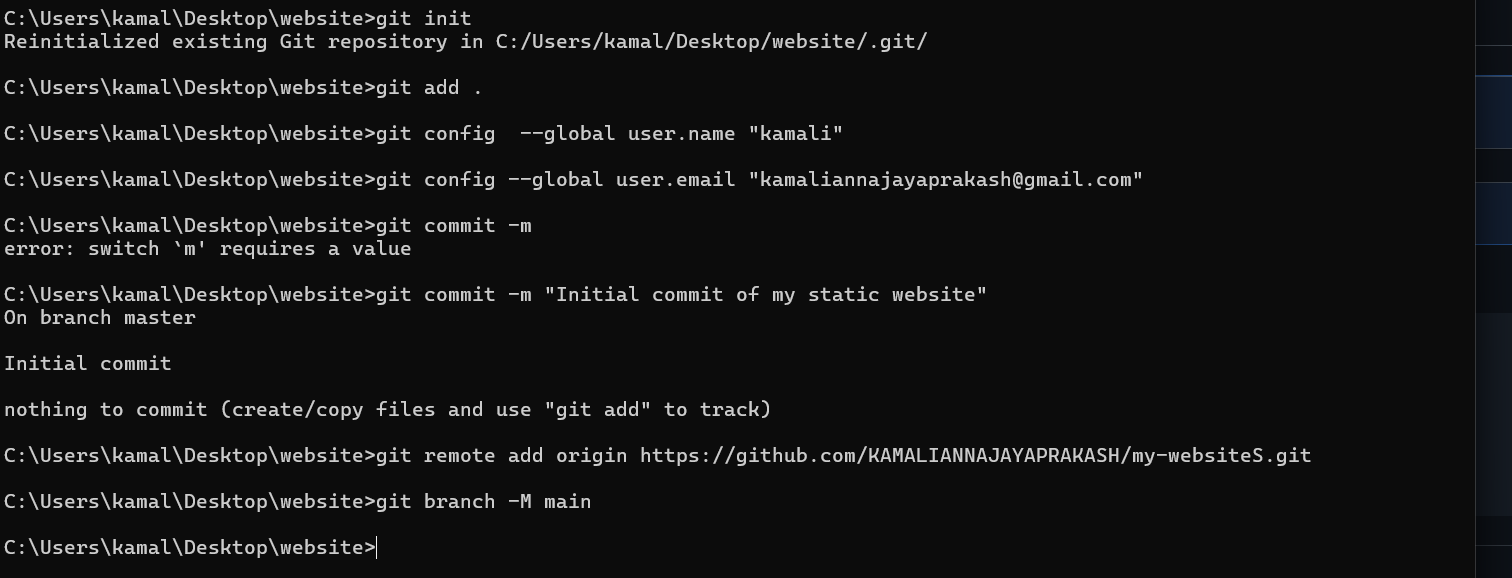 C:\Users\kamal\Desktop\website>git init
Reinitialized existing Git repository in C:/Users/kamal/Desktop/website/.git/
C:\Users\kamal\Desktop\website>git add .
C:\Users\kamal\Desktop\website>git config  --global user.name "kamali"
C:\Users\kamal\Desktop\website>git config --global user.email "kamaliannajayaprakash@gmail.com"
C:\Users\kamal\Desktop\website>git commit -m
error: switch `m' requires a value
C:\Users\kamal\Desktop\website>git commit -m "Initial commit of my static website"
On branch master
Initial commit
nothing to commit (create/copy files and use "git add" to track)
C:\Users\kamal\Desktop\website>git remote add origin https://github.com/KAMALIANNAJAYAPRAKASH/my-websiteS.git
C:\Users\kamal\Desktop\website>git branch -M main
C:\Users\kamal\Desktop\website>